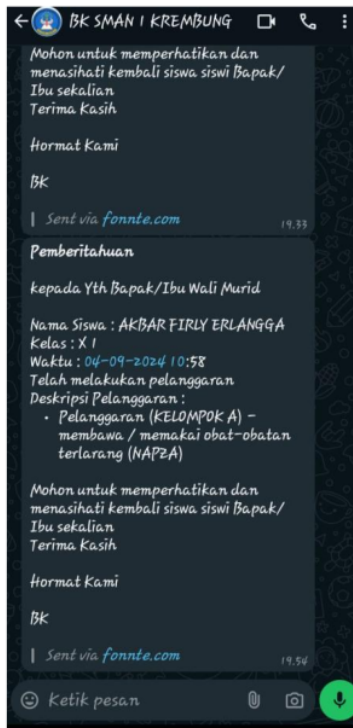 BK SMAN 1 KREMBUNG
Mohon untuk memperhatikan dan
menasihati kembali siswa siswi Bapak/
Ibu sekalian
Terima Kasih
Hormat Kami
BK
Sent via fonnte.com
19.33
Pemberitahuan
kepada Yth Bapak/Ibu Wali Murid
Nama Siswa : AKBAR FIRLY ERLANGGA
Kelas : X 1
Waktu : 04-09-2024 10:58
Telah melakukan pelanggaran
Deskripsi Pelanggaran :
• Pelanggaran (KELOMPOK A) -
membawa / memakai obat-obatan
terlarang (NAPZA)
Mohon untuk memperhatikan dan
menasihati kembali siswa siswi Bapak/
Ibu sekalian
Terima Kasih
Hormat Kami
BK
Sent via fonnte.com
19.54
Ketik pesan